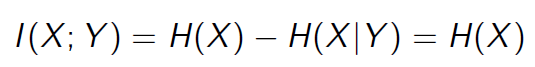 I(X; Y) = H(X) − H(X|Y) = H(X)